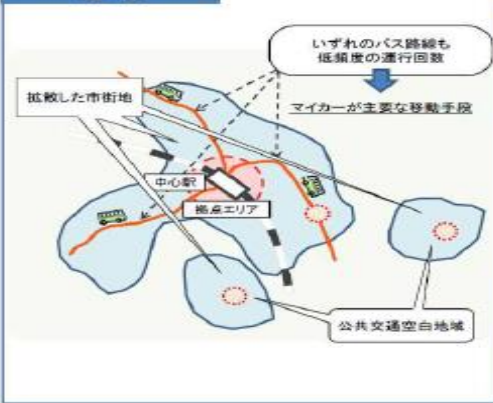 いずれのバス路線も
低頻度の運行回数
マイカーが主要な移動手段
拡散した市街地
中心駅
拠点エリア
公共交通空白地域